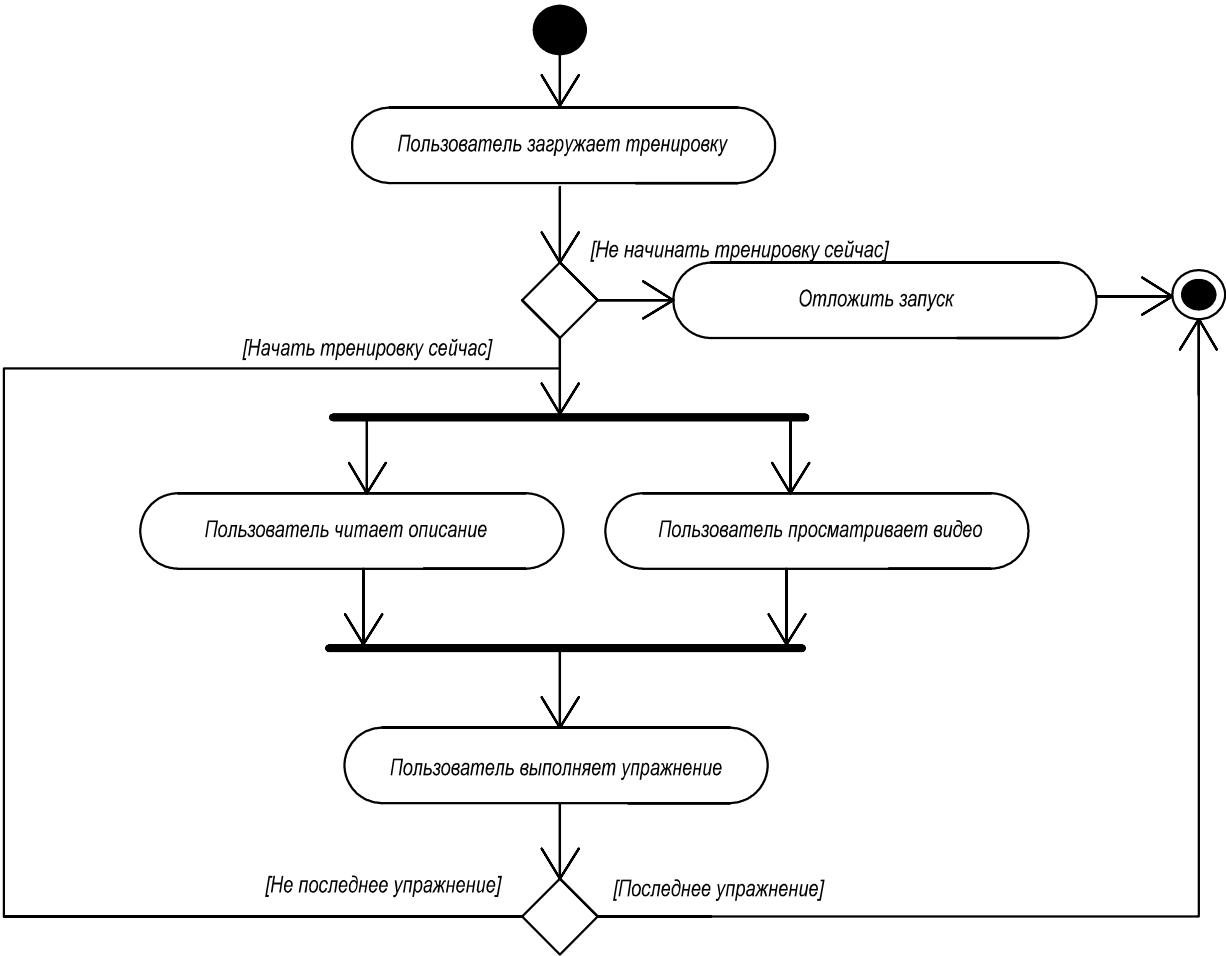 Пользователь загружает тренировку
[Не начинать тренировку сейчас]
Отложить запуск
[Начать тренировку сейчас]
Пользователь читает описание
Пользователь просматривает видео
Пользователь выполняет упражнение
[Не последнее упражнение]
[Последнее упражнение]